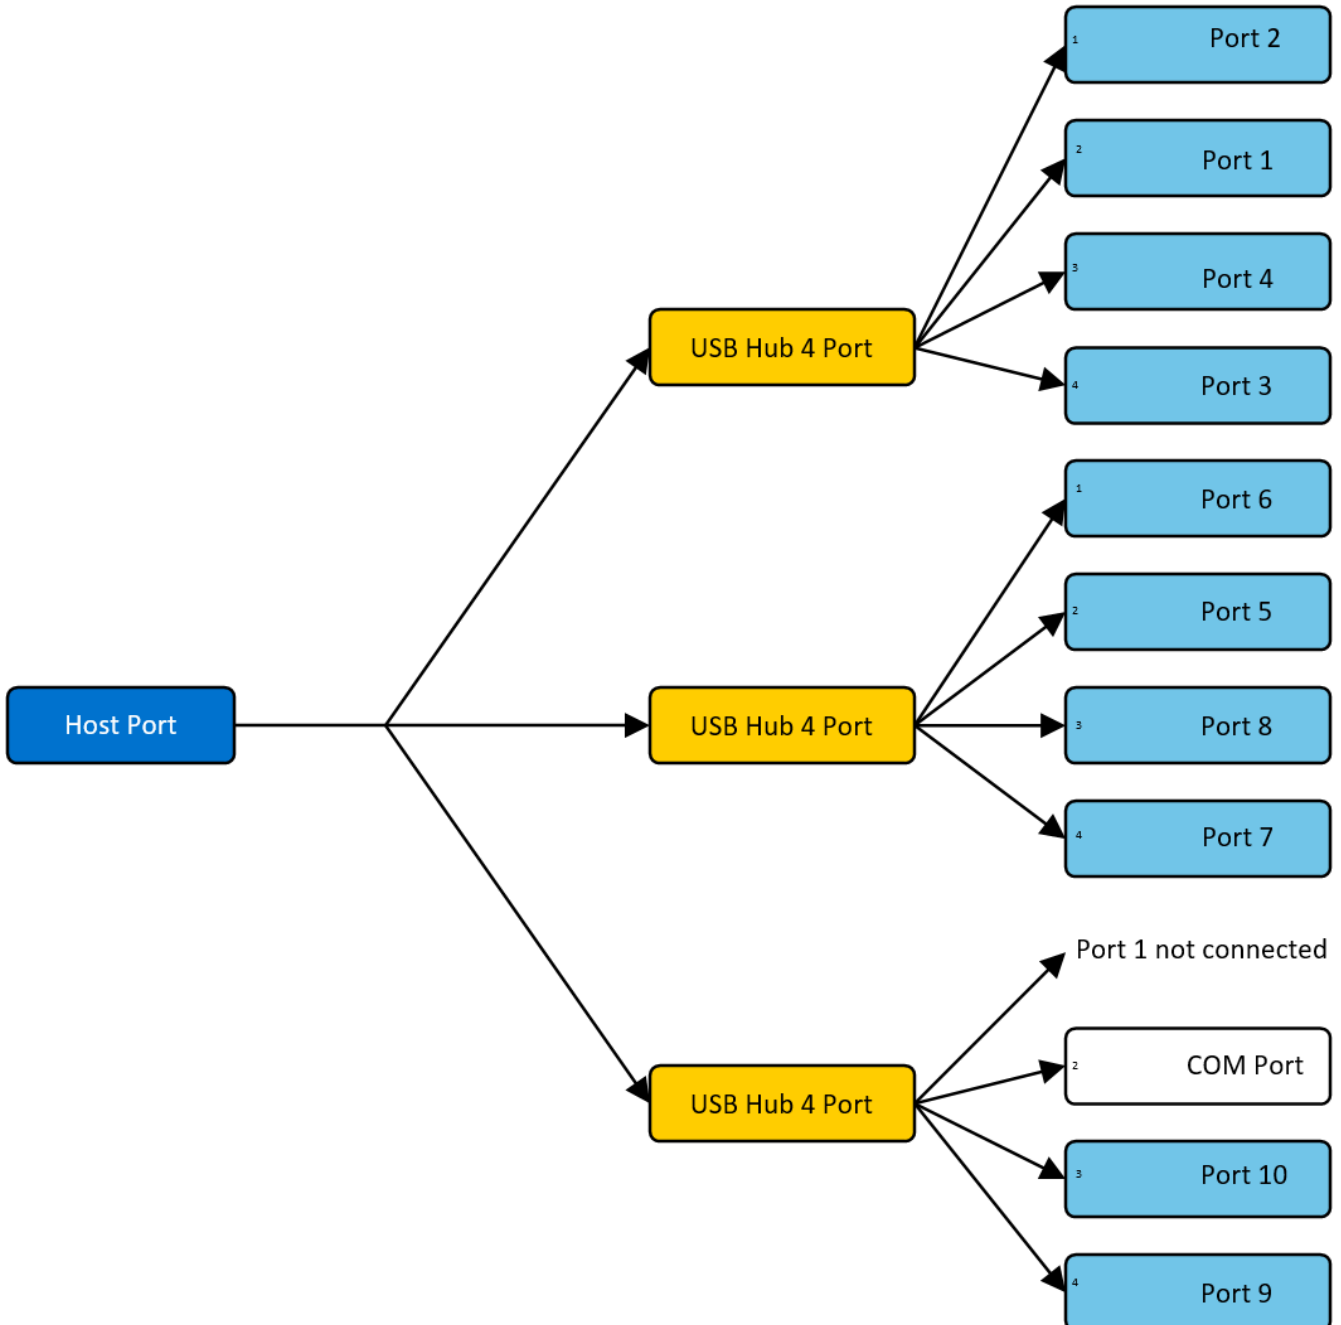 1 Port 2
2 Port 1
3 Port 4
USB Hub 4 Port
4 Port 3
1 Port 6
2 Port 5
Host Port
USB Hub 4 Port
3 Port 8
4 Port 7
Port 1 not connected
2 COM Port
USB Hub 4 Port
3 Port 10
4 Port 9